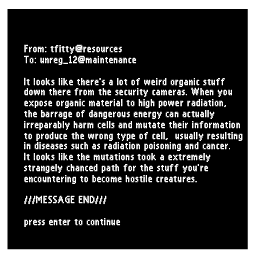 From: tfitty@resources
To: unreg_12@maintenance
It looks like there's a lot of weird organic stuff
down there from the security cameras. When you
expose organic material to high power radiation,
the barrage of dangerous energy can actually
irreparably harm cells and mutate their information
to produce the wrong type of cell,  usually resulting
in diseases such as radiation poisoning and cancer.
It looks like the mutations took a extremely
strangely chanced path for the stuff you're
encountering to become hostile creatures.
///MESSAGE END///
press enter to continue